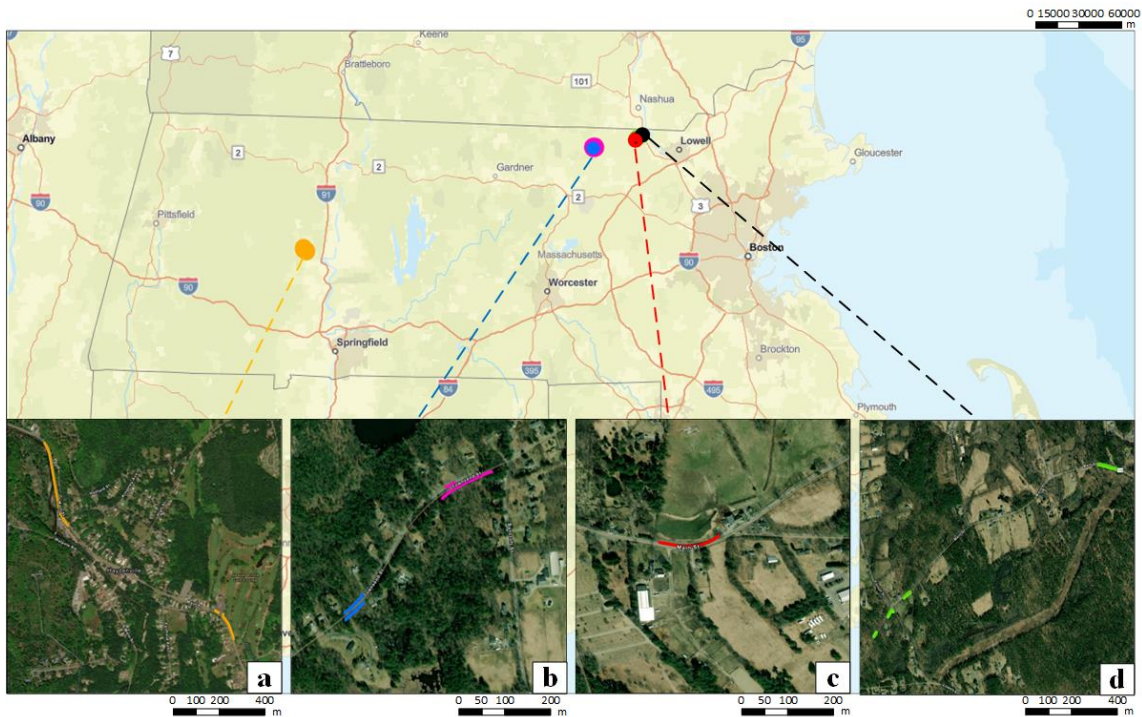 0 15000 30000 60000
m
Keene
7
95
Brattleboro
101
Nashua
Albany
Lowell
Gloucester
2
2
Gardner
90
91
2
3
Pittsfield
Massachusetts
Boston
90
90
Worcester
Springfield
Brockton
395
84
495
Plymouth
Main St
a
b
c
d
0 100 200 400
m
0 50 100 200
m
0 50 100 200
m
0 100 200 400
m